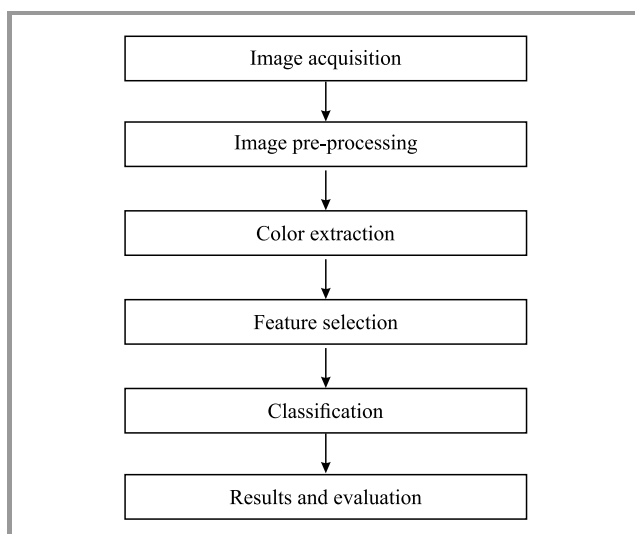 Image acquisition
Image pre-processing
Color extraction
Feature selection
Classification
Results and evaluation